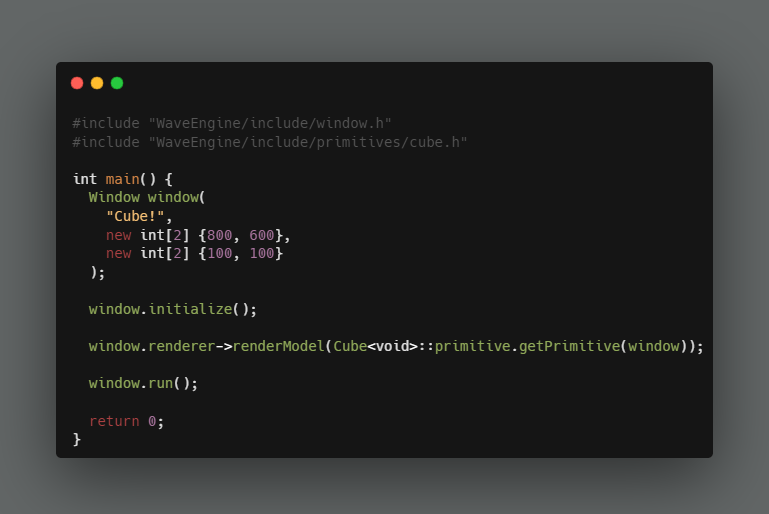 #include "WaveEngine/include/window.h"
#include "WaveEngine/include/primitives/cube.h"

int main() {
  Window window(
    "Cube!",
    new int[2] {800, 600},
    new int[2] {100, 100}
  );

  window.initialize();

  window.renderer->renderModel(Cube<void>::primitive.getPrimitive(window));

  window.run();

  return 0;
}